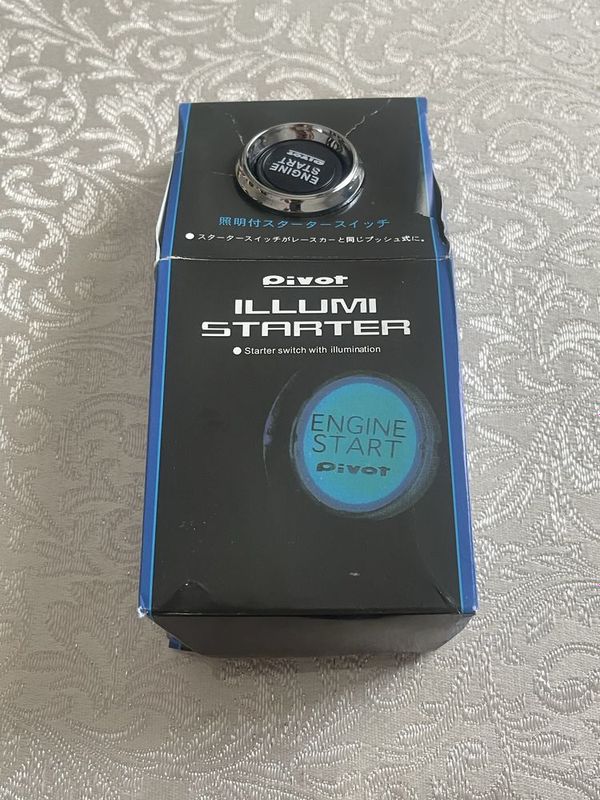 ENGINE
START
Pivot
照明付スタータースイッチ
● スタータースイッチがレースカーと同じプッシュ式に。
Pivot
ILLUMI
STARTER
● Starter switch with illumination
ENGINE
START
Pivot